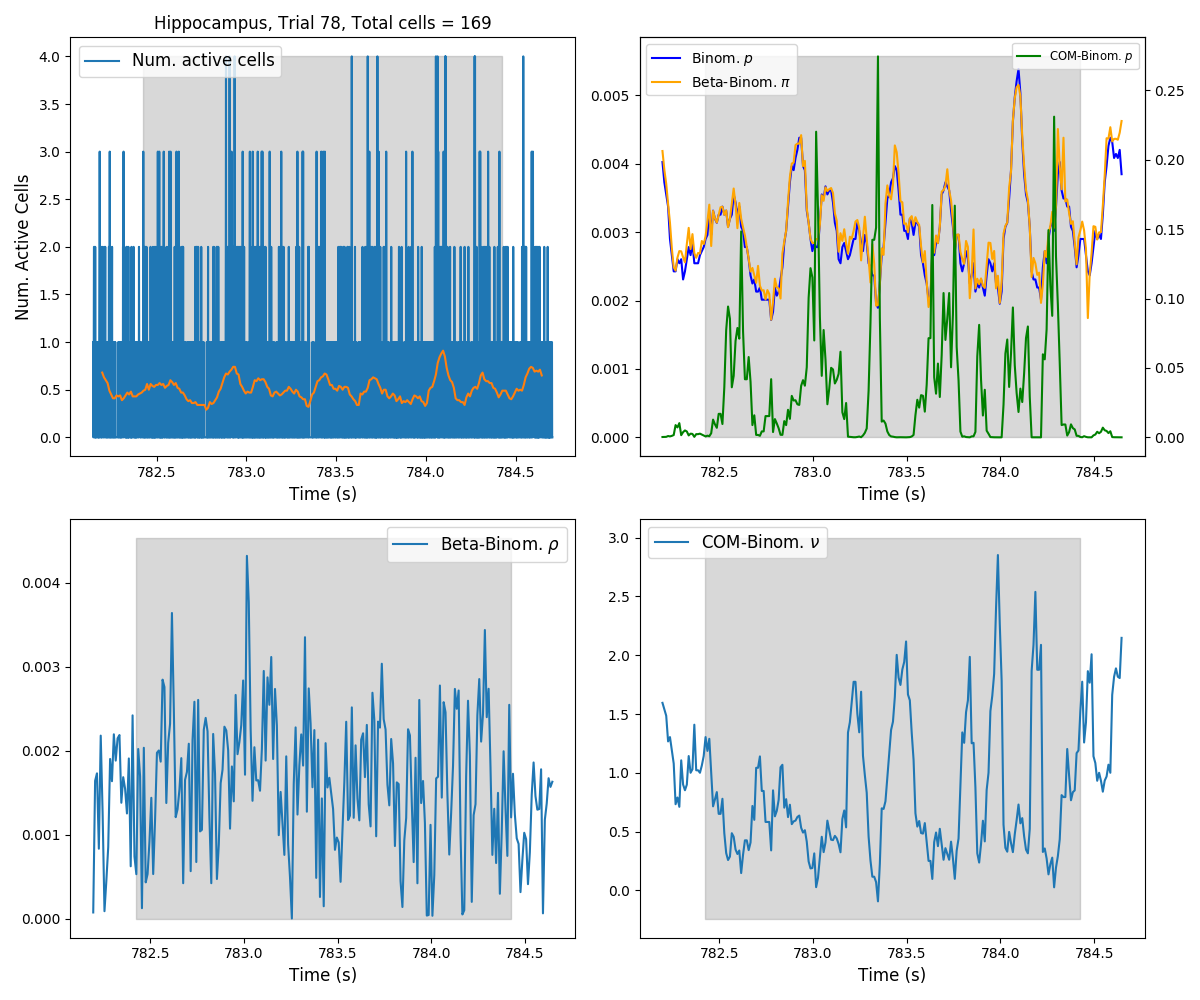 Hippocampus, Trial 78, Total cells = 169
Num. active cells
Num. Active Cells
4.0
3.5
3.0
2.5
2.0
1.5
1.0
0.5
0.0
782.5 783.0 783.5 784.0 784.5
Time (s)
Binom. p
Beta-Binom. π
COM-Binom. p
0.005
0.004
0.003
0.002
0.001
0.000
0.25
0.20
0.15
0.10
0.05
0.00
782.5 783.0 783.5 784.0 784.5
Time (s)
Beta-Binom. ρ
0.004
0.003
0.002
0.001
0.000
782.5 783.0 783.5 784.0 784.5
Time (s)
COM-Binom. ν
3.0
2.5
2.0
1.5
1.0
0.5
0.0
782.5 783.0 783.5 784.0 784.5
Time (s)